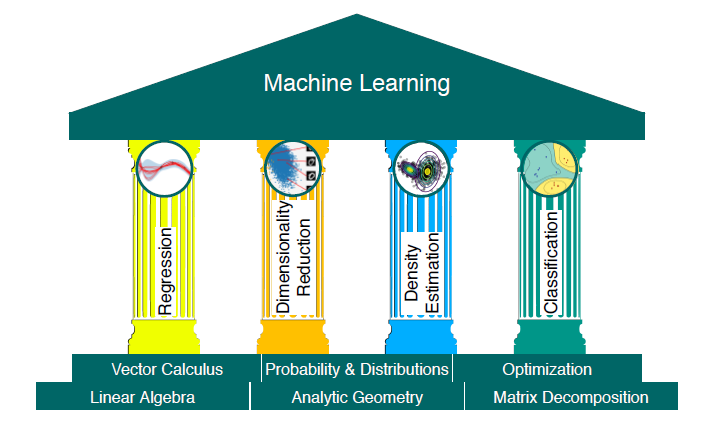 Machine Learning
Regression
Dimensionality
Reduction
Density
Estimation
Classification
Vector Calculus
Probability & Distributions
Optimization
Linear Algebra
Analytic Geometry
Matrix Decomposition